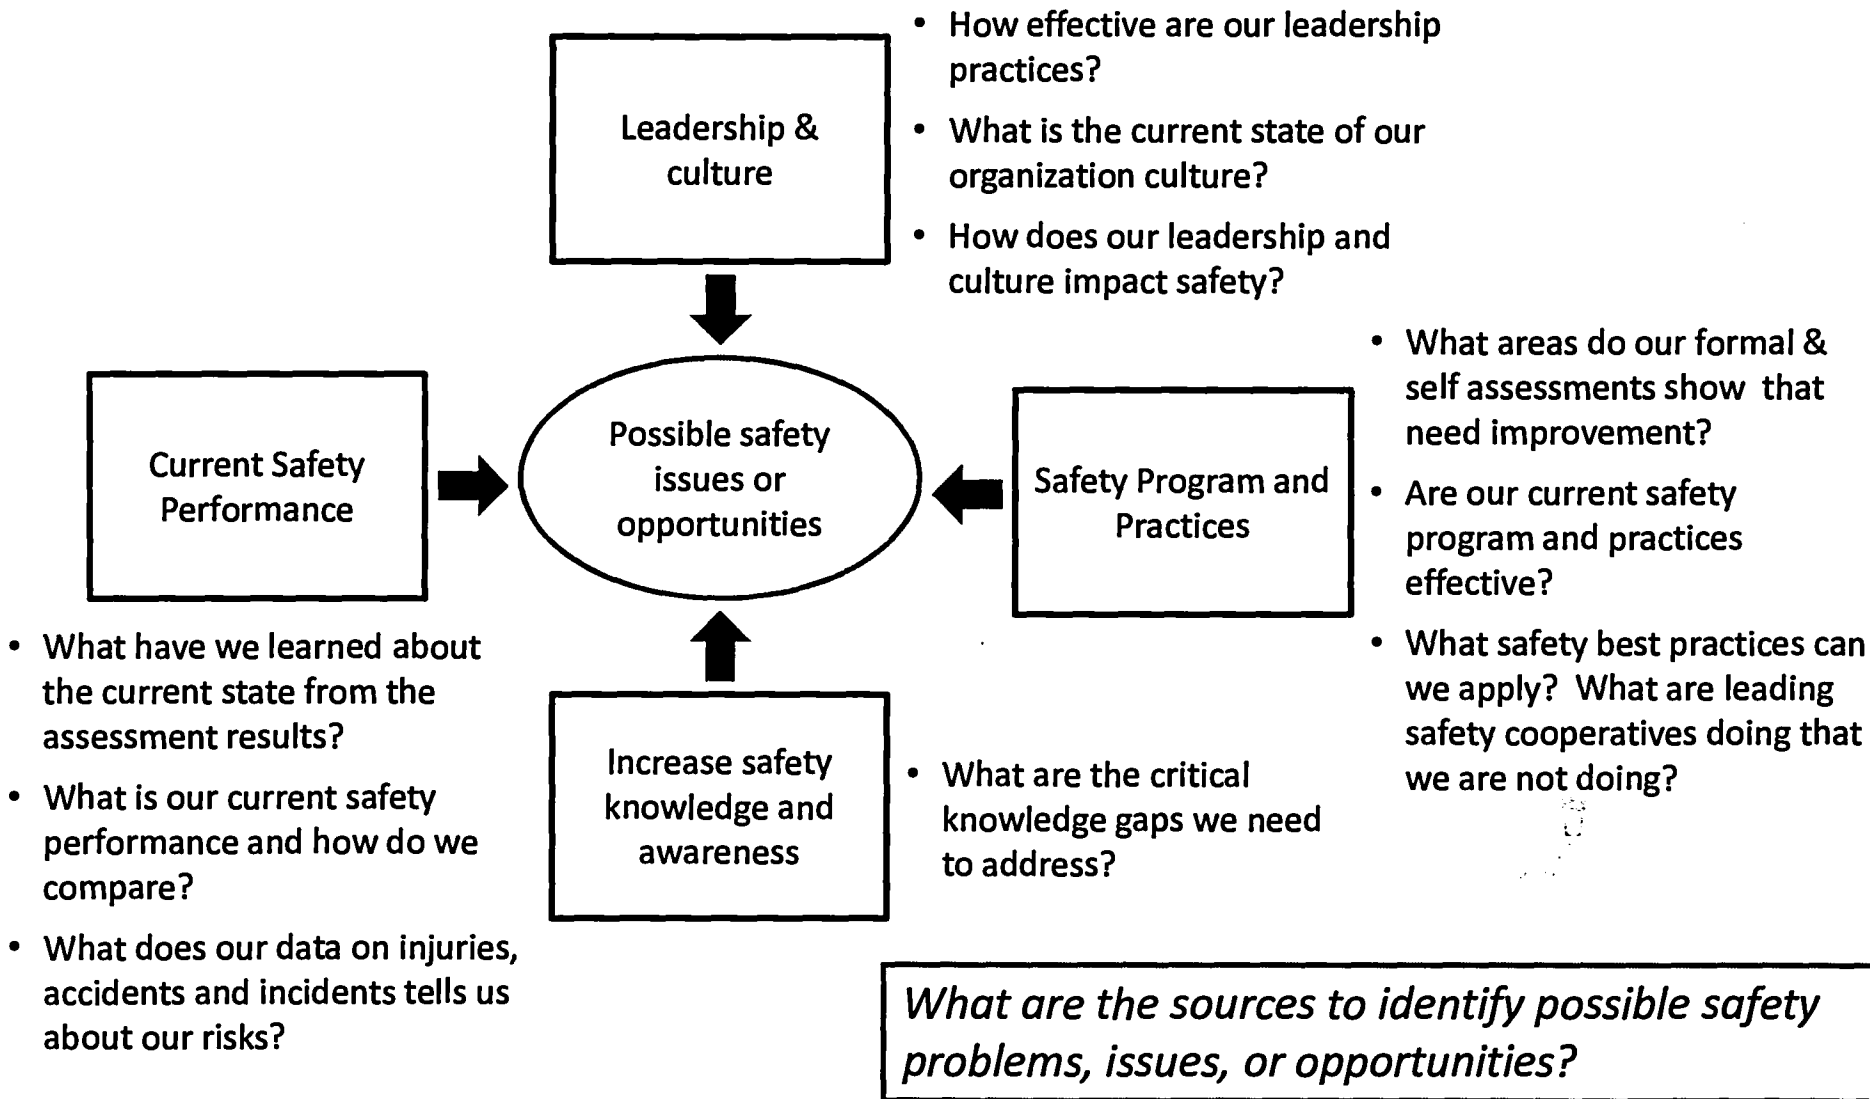 • How effective are our leadership
practices?
• What is the current state of our
organization culture?
• How does our leadership and
culture impact safety?
Leadership &
culture
Current Safety
Performance
Possible safety
issues or
opportunities
Safety Program and
Practices
• What areas do our formal &
self assessments show  that
need improvement?
• Are our current safety
program and practices
effective?
• What safety best practices can
we apply?  What are leading
safety cooperatives doing that
we are not doing?
• What have we learned about
the current state from the
assessment results?
• What is our current safety
performance and how do we
compare?
• What does our data on injuries,
accidents and incidents tells us
about our risks?
Increase safety
knowledge and
awareness
• What are the critical
knowledge gaps we need
to address?
What are the sources to identify possible safety
problems, issues, or opportunities?